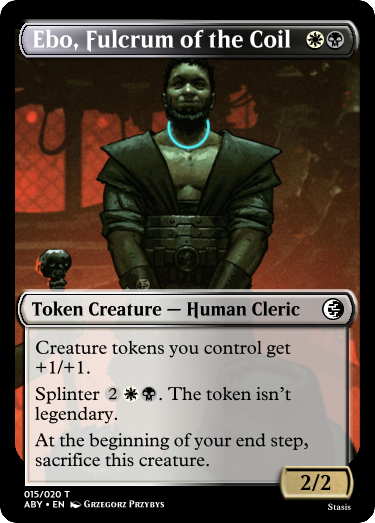 Ebo, Fulcrum of the Coil
Token Creature — Human Cleric
Creature tokens you control get
+1/+1.
Splinter 2 . The token isn't
legendary.
At the beginning of your end step,
sacrifice this creature.
2/2
015/020 T
ABY • EN Grzegorz Przybys
Stasis